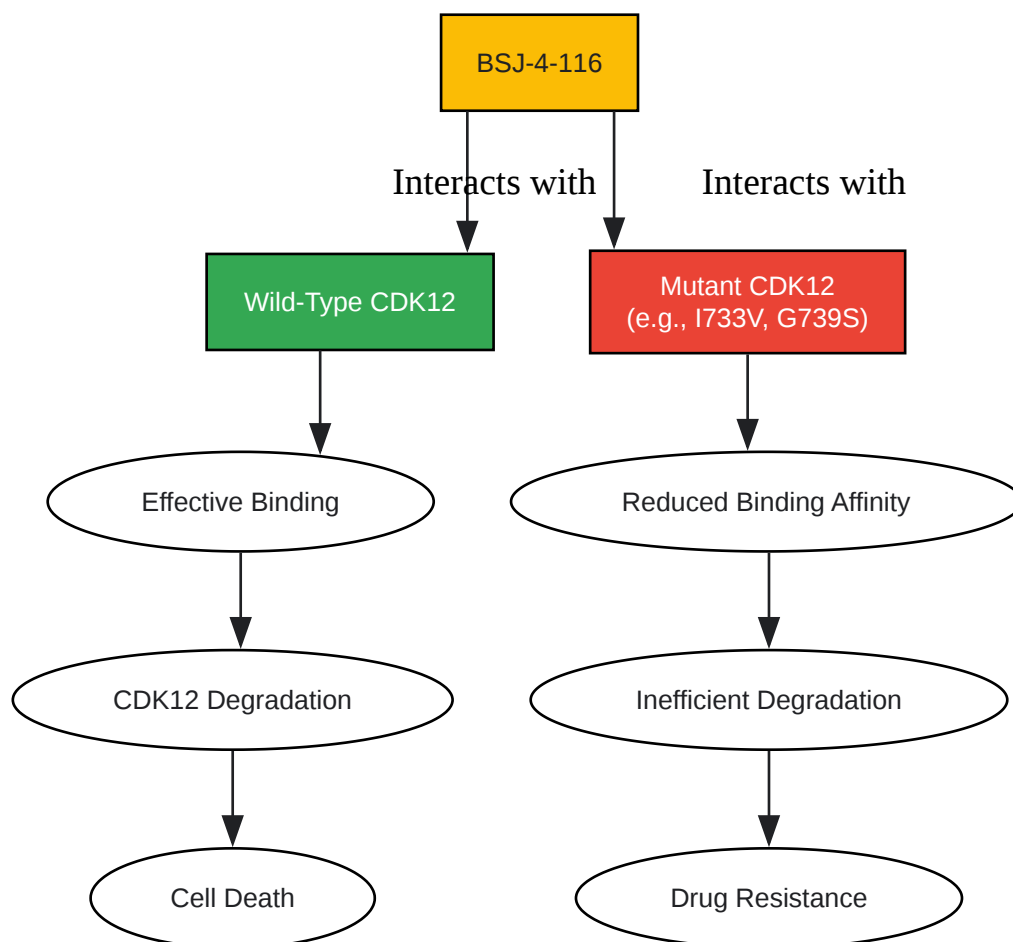 BSJ-4-116
Interacts with
Interacts with
Wild-Type CDK12
Mutant CDK12
(e.g., I733V, G739S)
Effective Binding
Reduced Binding Affinity
CDK12 Degradation
Inefficient Degradation
Cell Death
Drug Resistance